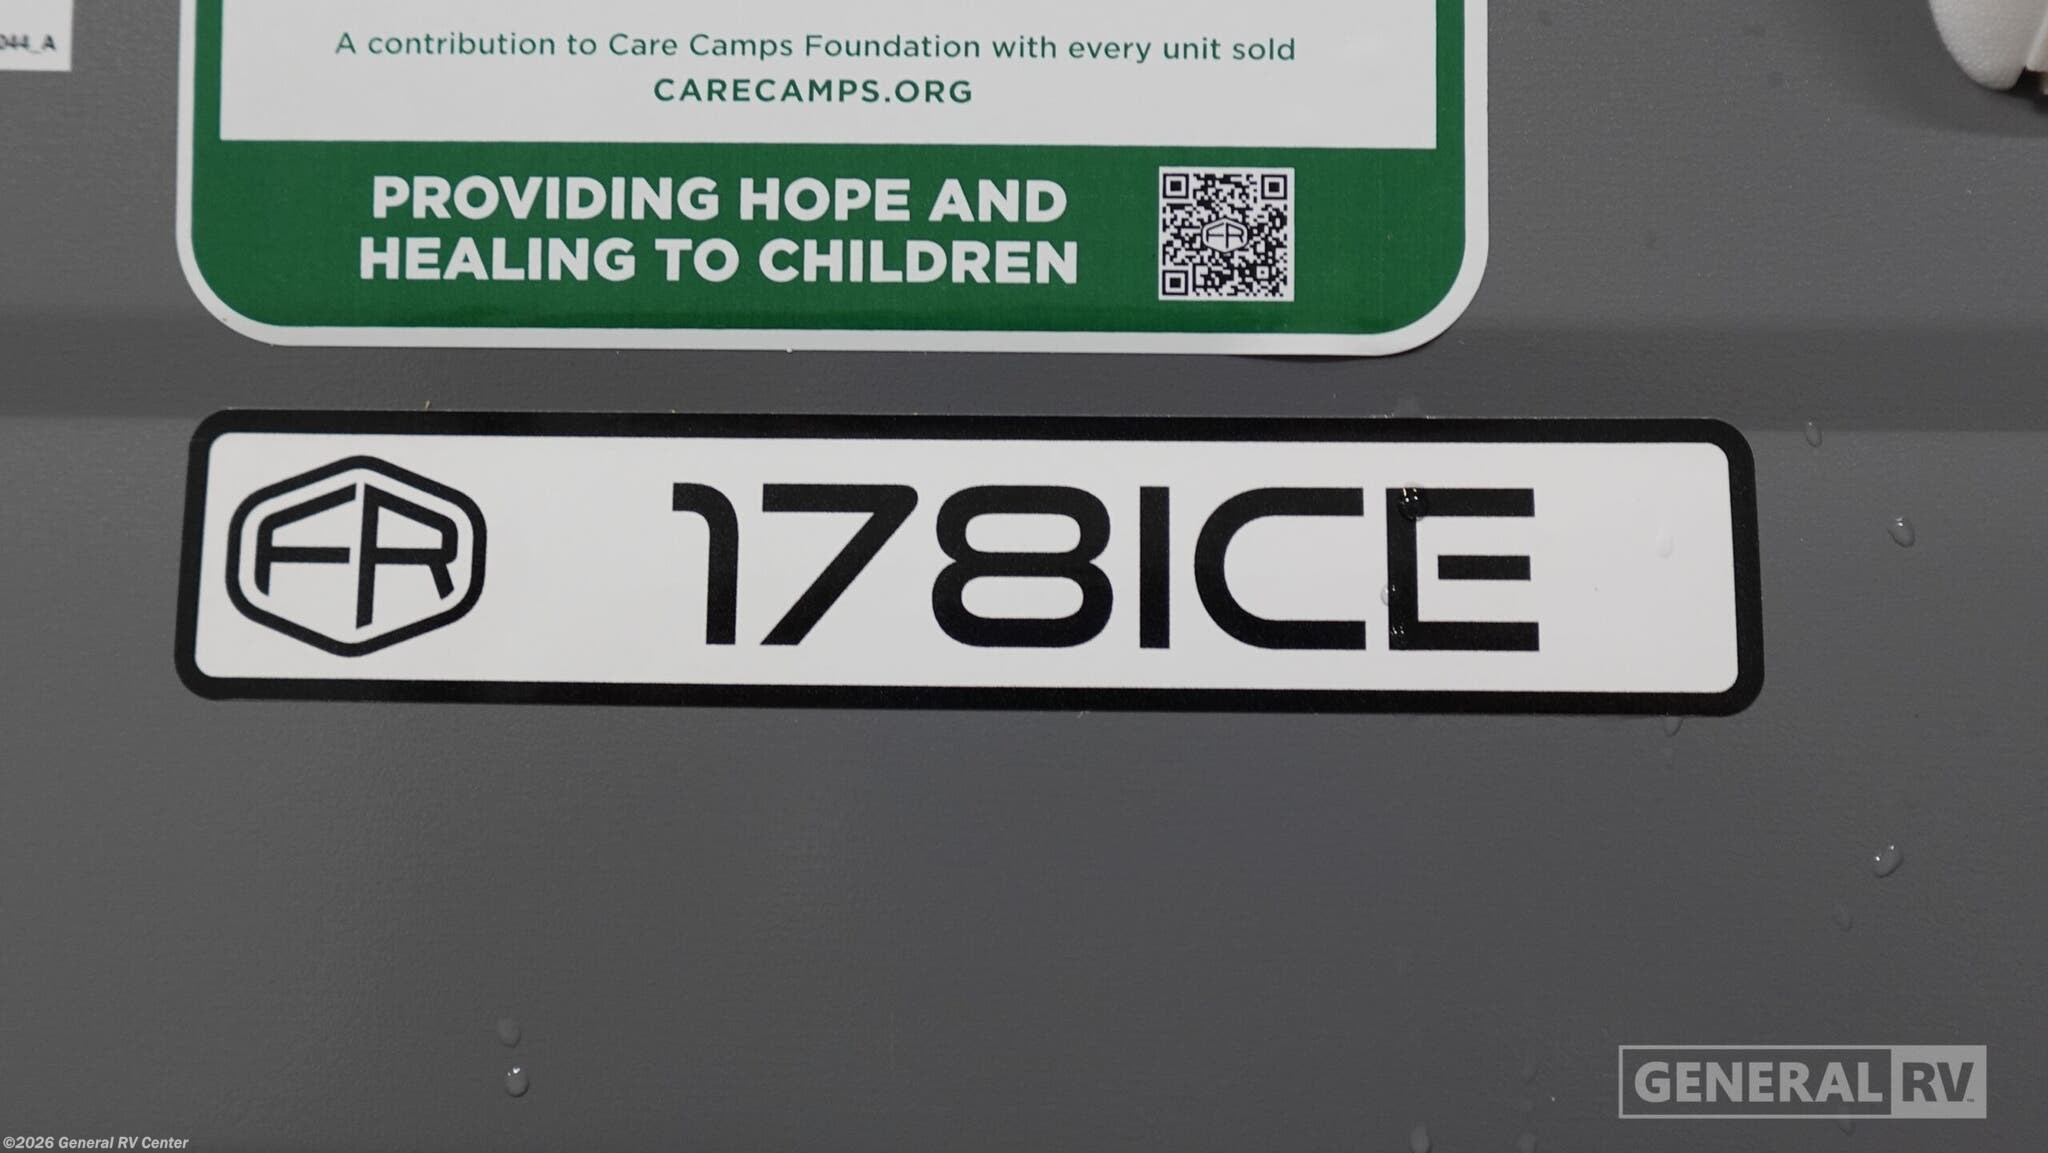 044_A
A contribution to Care Camps Foundation with every unit sold
CARECAMPS.ORG
PROVIDING HOPE AND
HEALING TO CHILDREN
FR
FR 178ICE
GENERAL RV
©2026 General RV Center